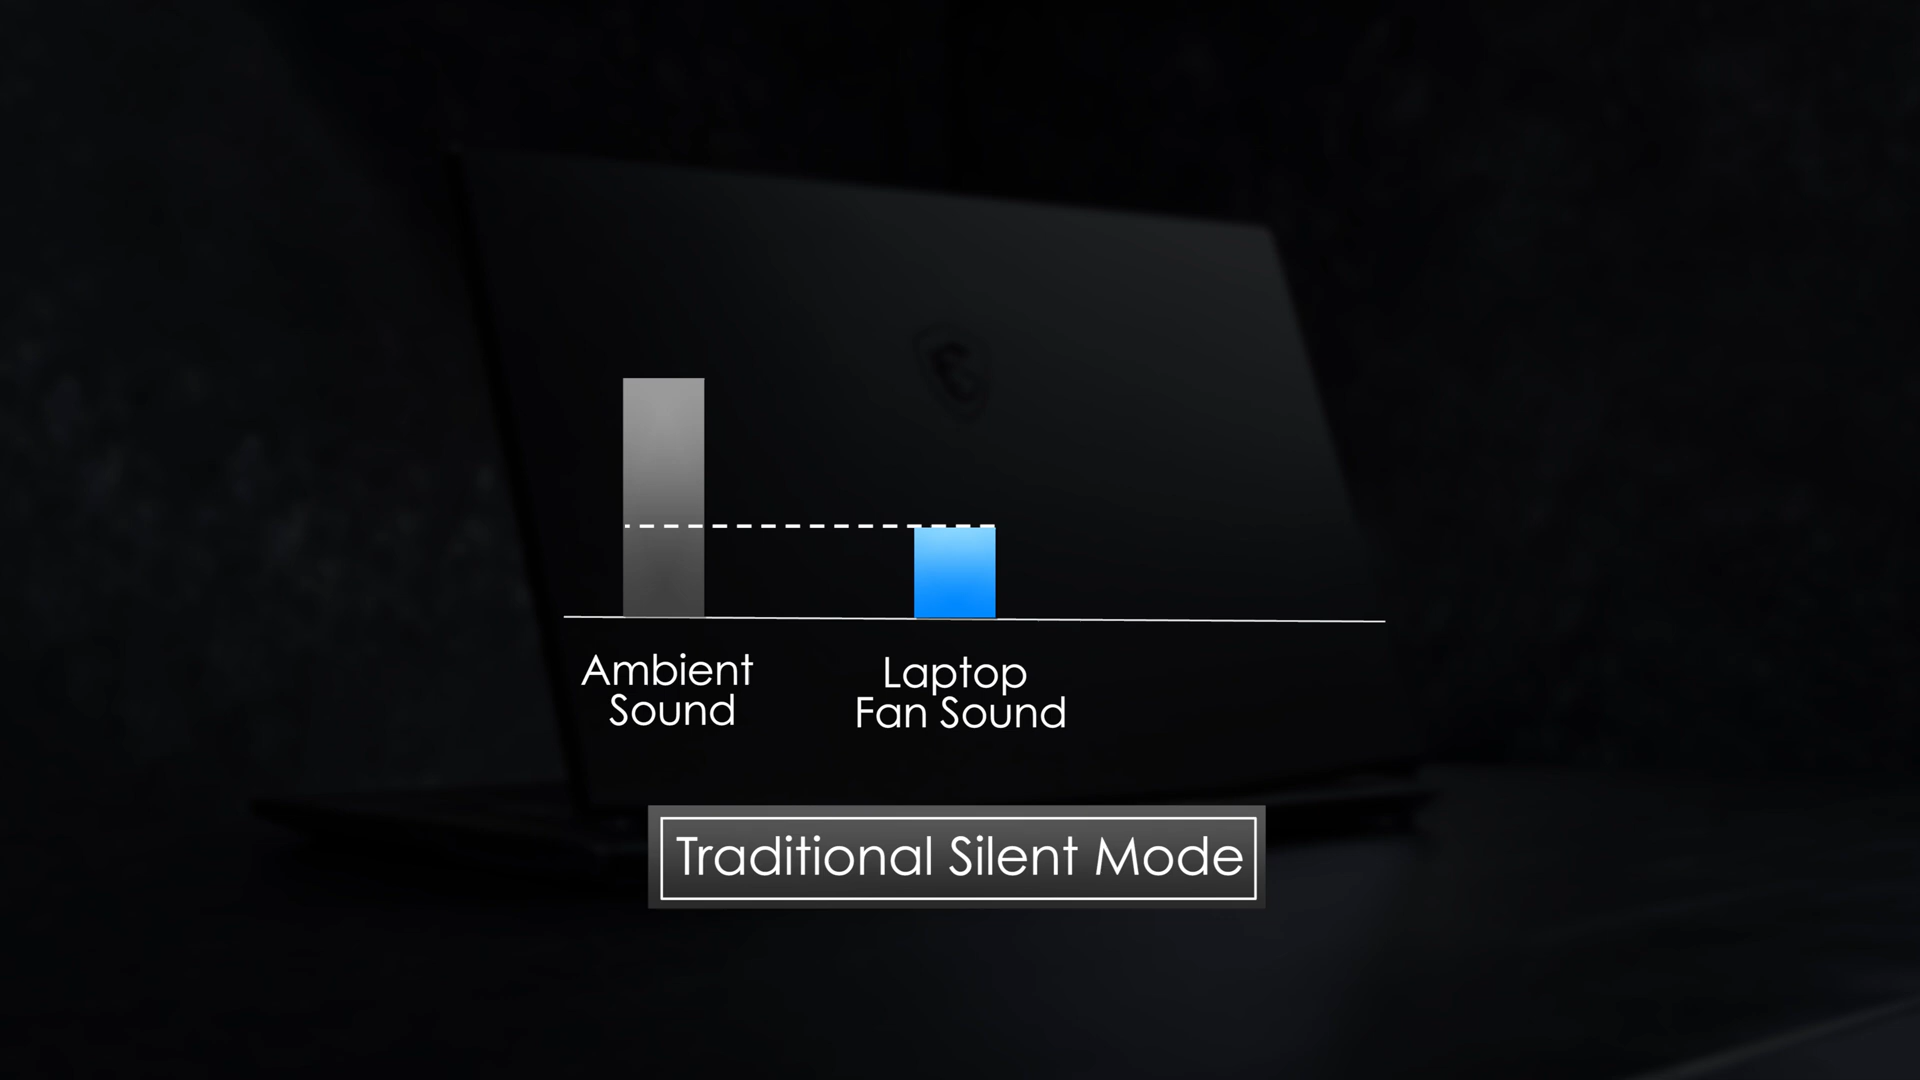 Ambient
Sound
Laptop
Fan Sound
Traditional Silent Mode